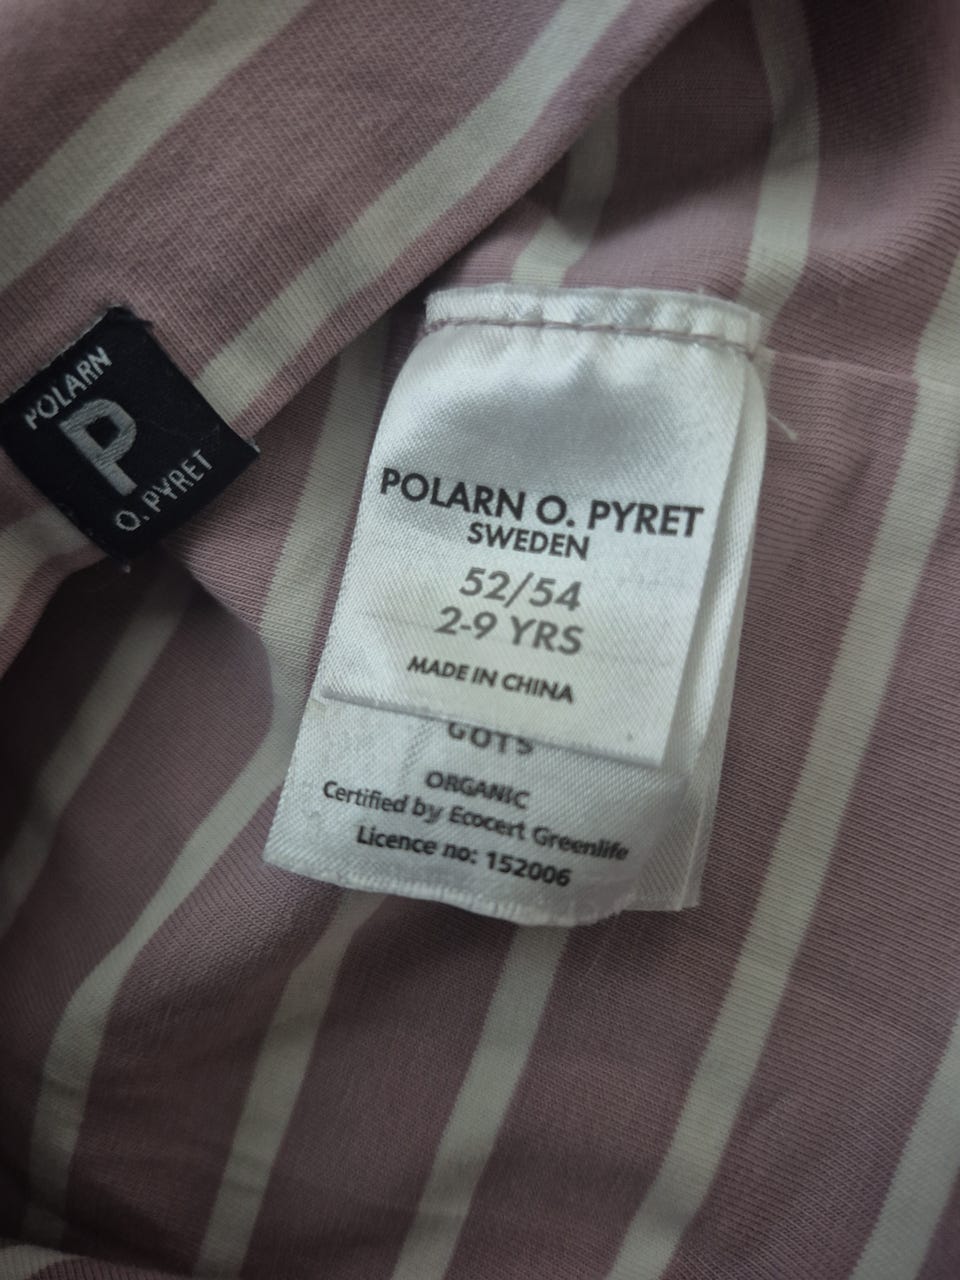 POLARN
P
O. PYRET
POLARN O. PYRET
SWEDEN
52/54
2-9 YRS
MADE IN CHINA
GOTS
ORGANIC
Certified by Ecocert Greenlife
Licence no: 152006